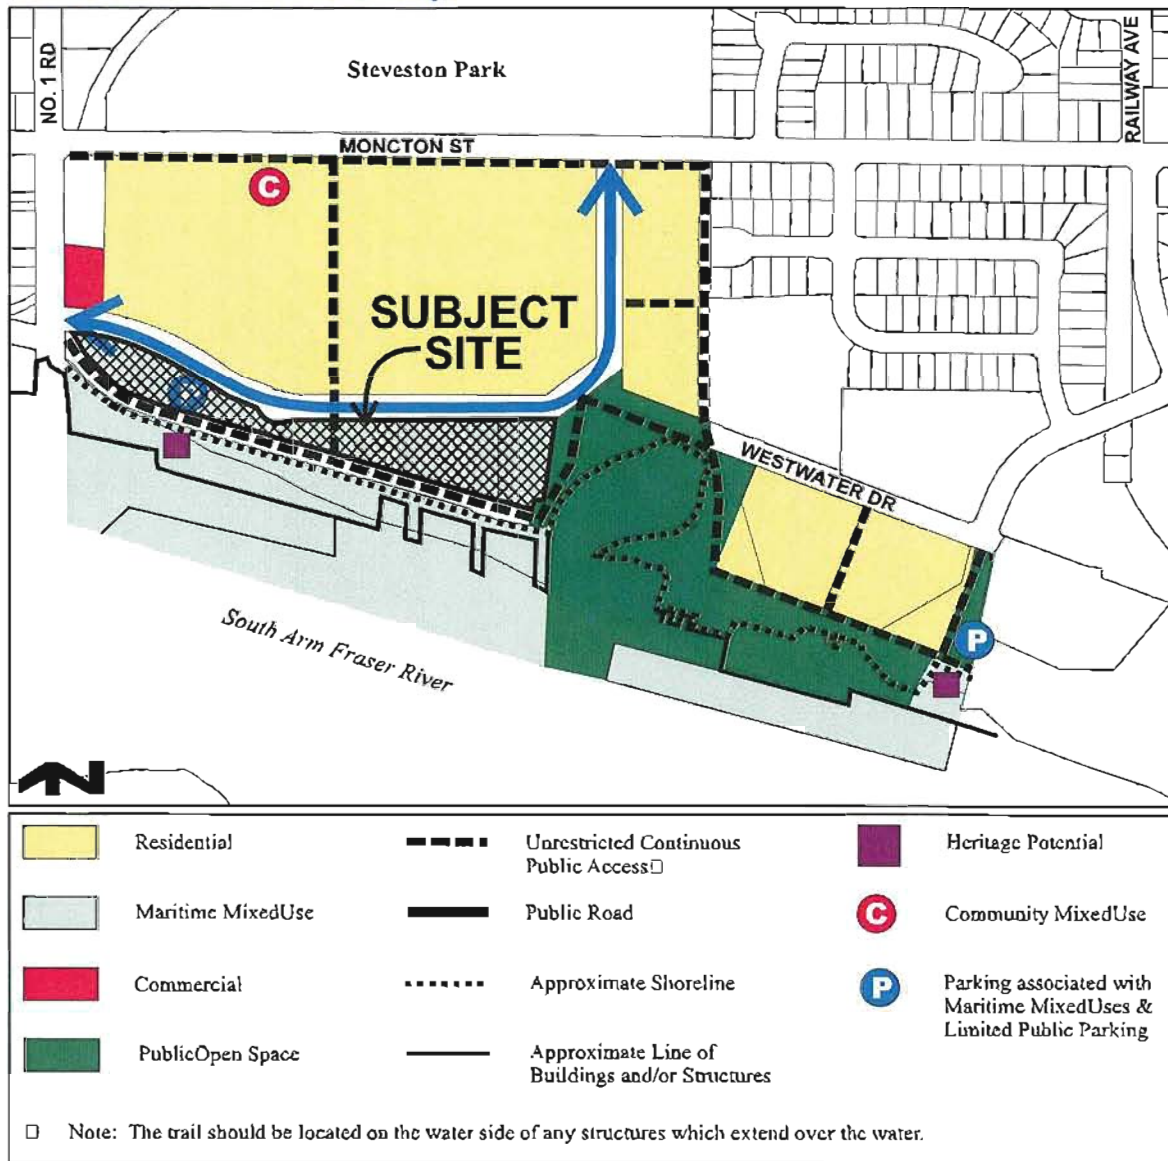 NO. 1 RD
Steveston Park
RAILWAY AVE
MONCTON ST
C
SUBJECT
SITE
WESTWATER DR
P
South Arm Fraser River
Residential
Unrestricted Continuous
Public Access□
Heritage Potential
Maritime MixedUse
Public Road
C
Community MixedUse
Commercial
Approximate Shoreline
P
Parking associated with
Maritime MixedUses &
Limited Public Parking
PublicOpen Space
Approximate Line of
Buildings and/or Structures
□ Note: The trail should be located on the water side of any structures which extend over the water.